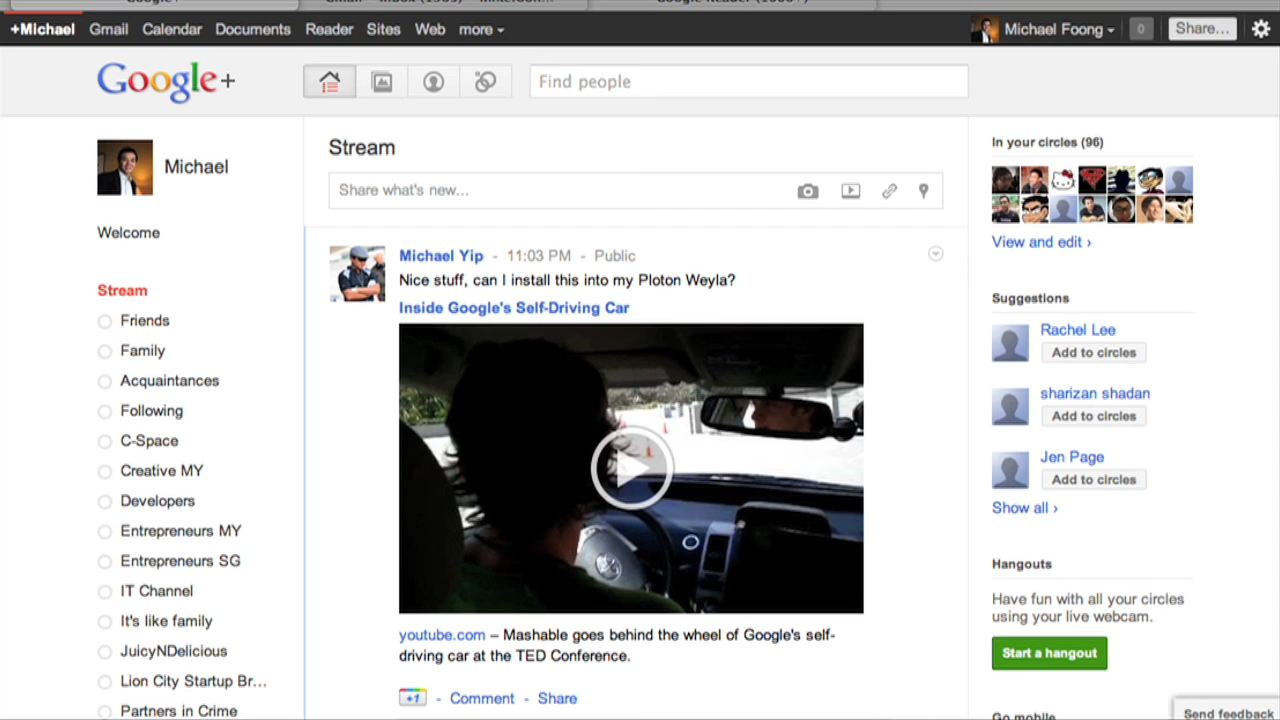 +Michael Gmail Calendar Documents Reader Sites Web more
Michael Foong 0 Share...
Google+
Find people
Michael
Welcome
Stream
Friends
Family
Acquaintances
Following
C-Space
Creative MY
Developers
Entrepreneurs MY
Entrepreneurs SG
IT Channel
It's like family
JuicyNDelicious
Lion City Startup Br...
Partners in Crime
Stream
Share what's new...
Michael Yip - 11:03 PM - Public
Nice stuff, can I install this into my Ploton Weyla?
Inside Google's Self-Driving Car
youtube.com – Mashable goes behind the wheel of Google's self-
driving car at the TED Conference.
+1 - Comment - Share
In your circles (96)
View and edit ›
Suggestions
Rachel Lee
Add to circles
sharizan shadan
Add to circles
Jen Page
Add to circles
Show all ›
Hangouts
Have fun with all your circles
using your live webcam.
Start a hangout
Go mobile
Send feedback